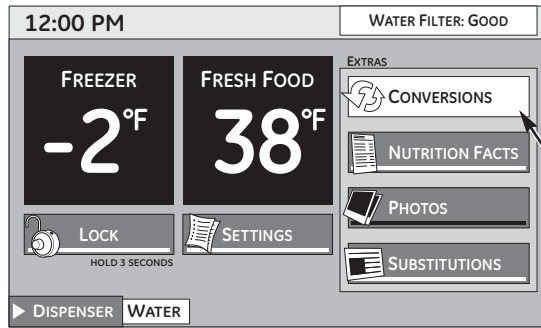 12:00 PM
WATER FILTER: GOOD
FREEZER
-2°F
FRESH FOOD
38°F
EXTRAS
CONVERSIONS
NUTRITION FACTS
PHOTOS
SUBSTITUTIONS
LOCK
HOLD 3 SECONDS
SETTINGS
DISPENSER WATER